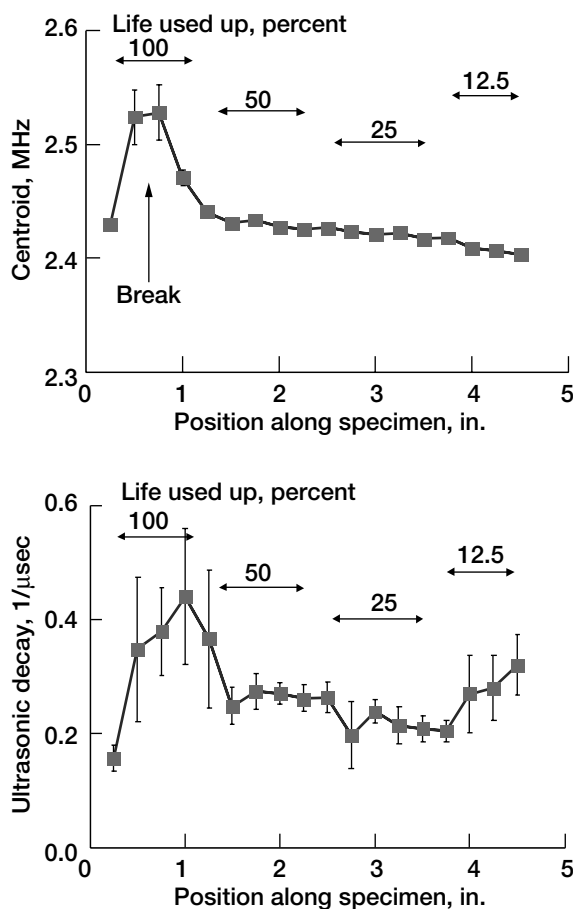 Life used up, percent
100
50
25
12.5
Break
2.6
2.5
2.4
2.3
Centroid, MHz
0 1 2 3 4 5
Position along specimen, in.
Life used up, percent
100
50
25
12.5
0.6
0.4
0.2
0.0
Ultrasonic decay, 1/μsec
0 1 2 3 4 5
Position along specimen, in.